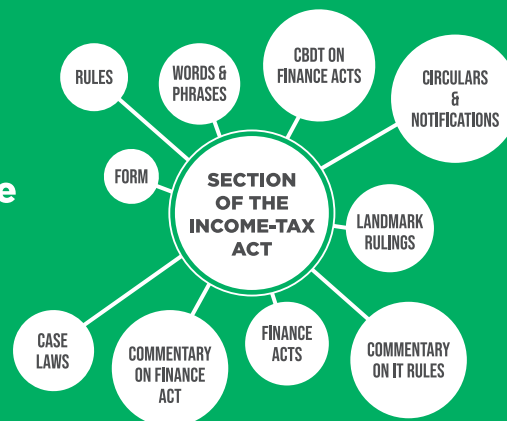 RULES
WORDS &
PHRASES
CBDT ON
FINANCE ACTS
CIRCULARS
&
NOTIFICATIONS
FORM
e
SECTION
OF THE
INCOME-TAX
ACT
LANDMARK
RULINGS
CASE
LAWS
COMMENTARY
ON FINANCE
ACT
FINANCE
ACTS
COMMENTARY
ON IT RULES